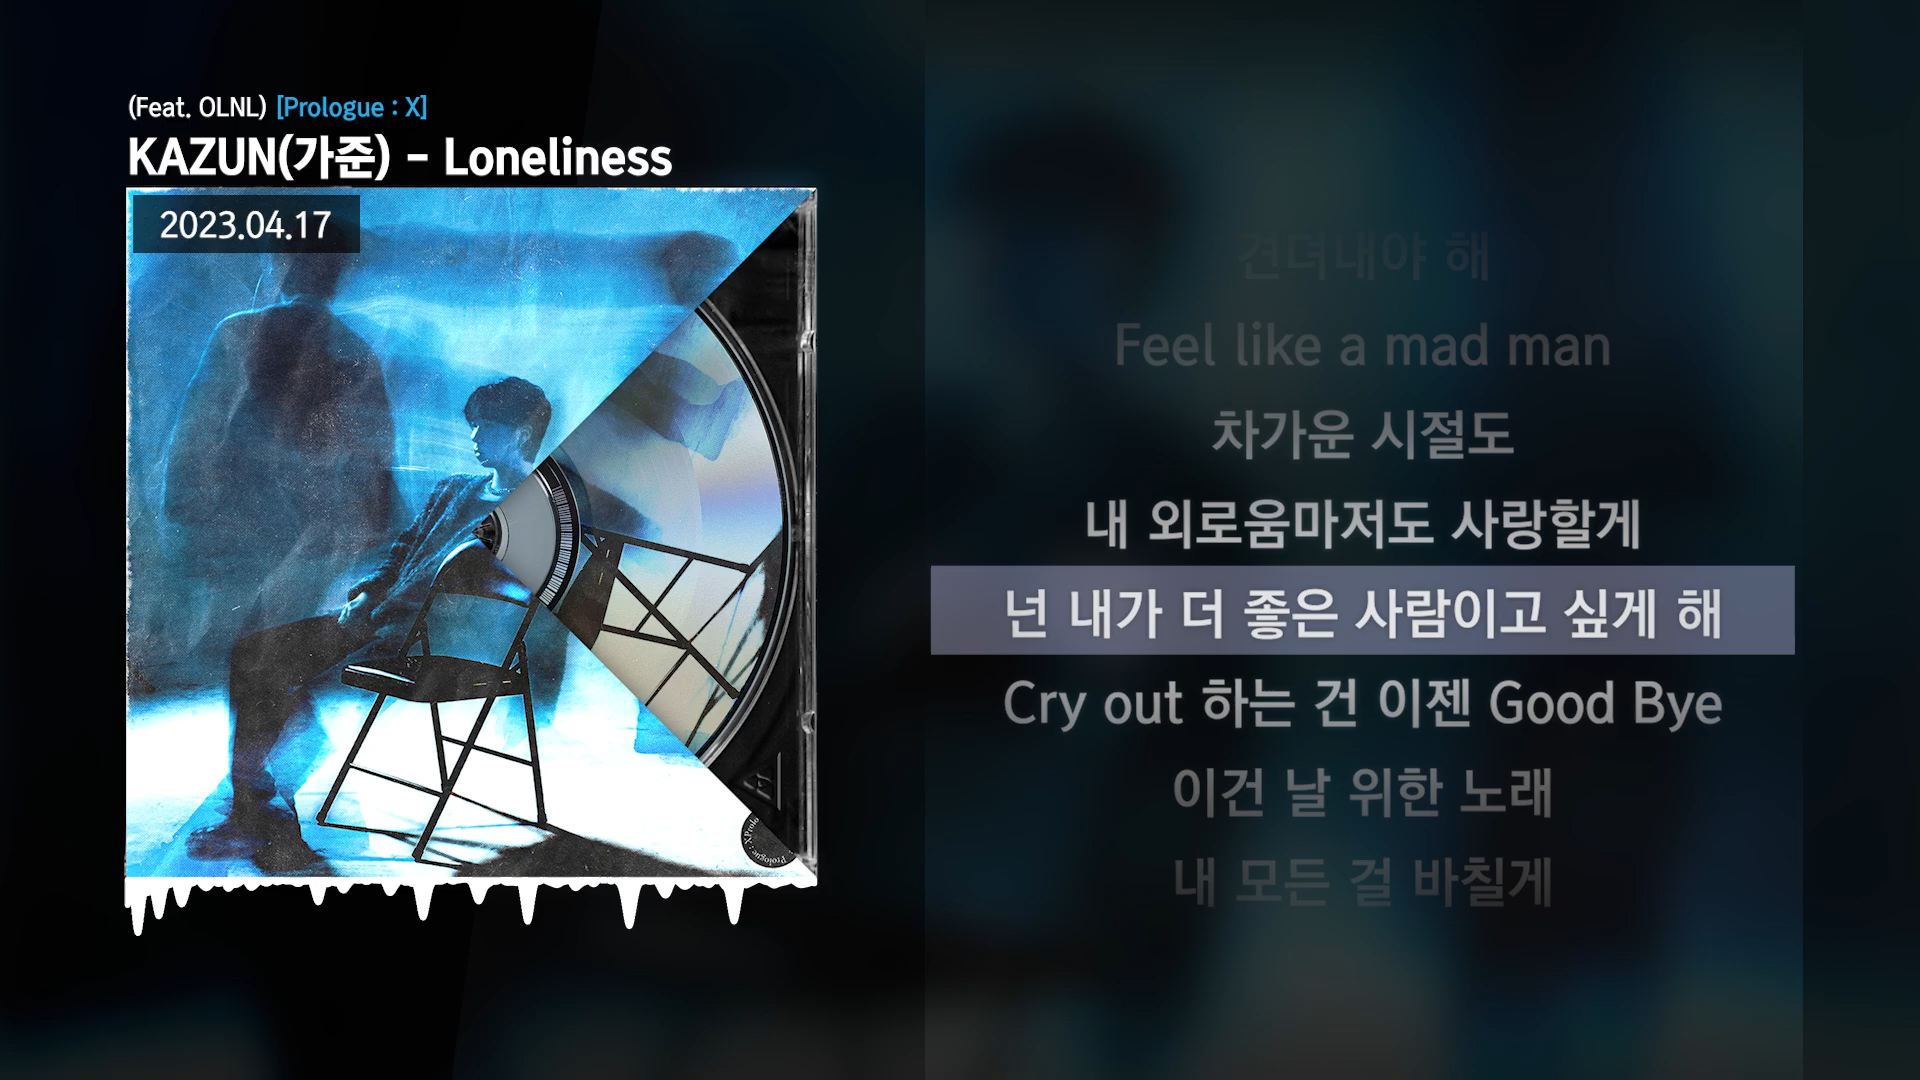 (Feat. OLNL) [Prologue : X]
KAZUN(가준) - Loneliness
2023.04.17
견뎌내야 해
Feel like a mad man
차가운 시절도
내 외로움마저도 사랑할게
넌 내가 더 좋은 사람이고 싶게 해
Cry out 하는 건 이젠 Good Bye
이건 날 위한 노래
내 모든 걸 바칠게
Prologue : X Prolo